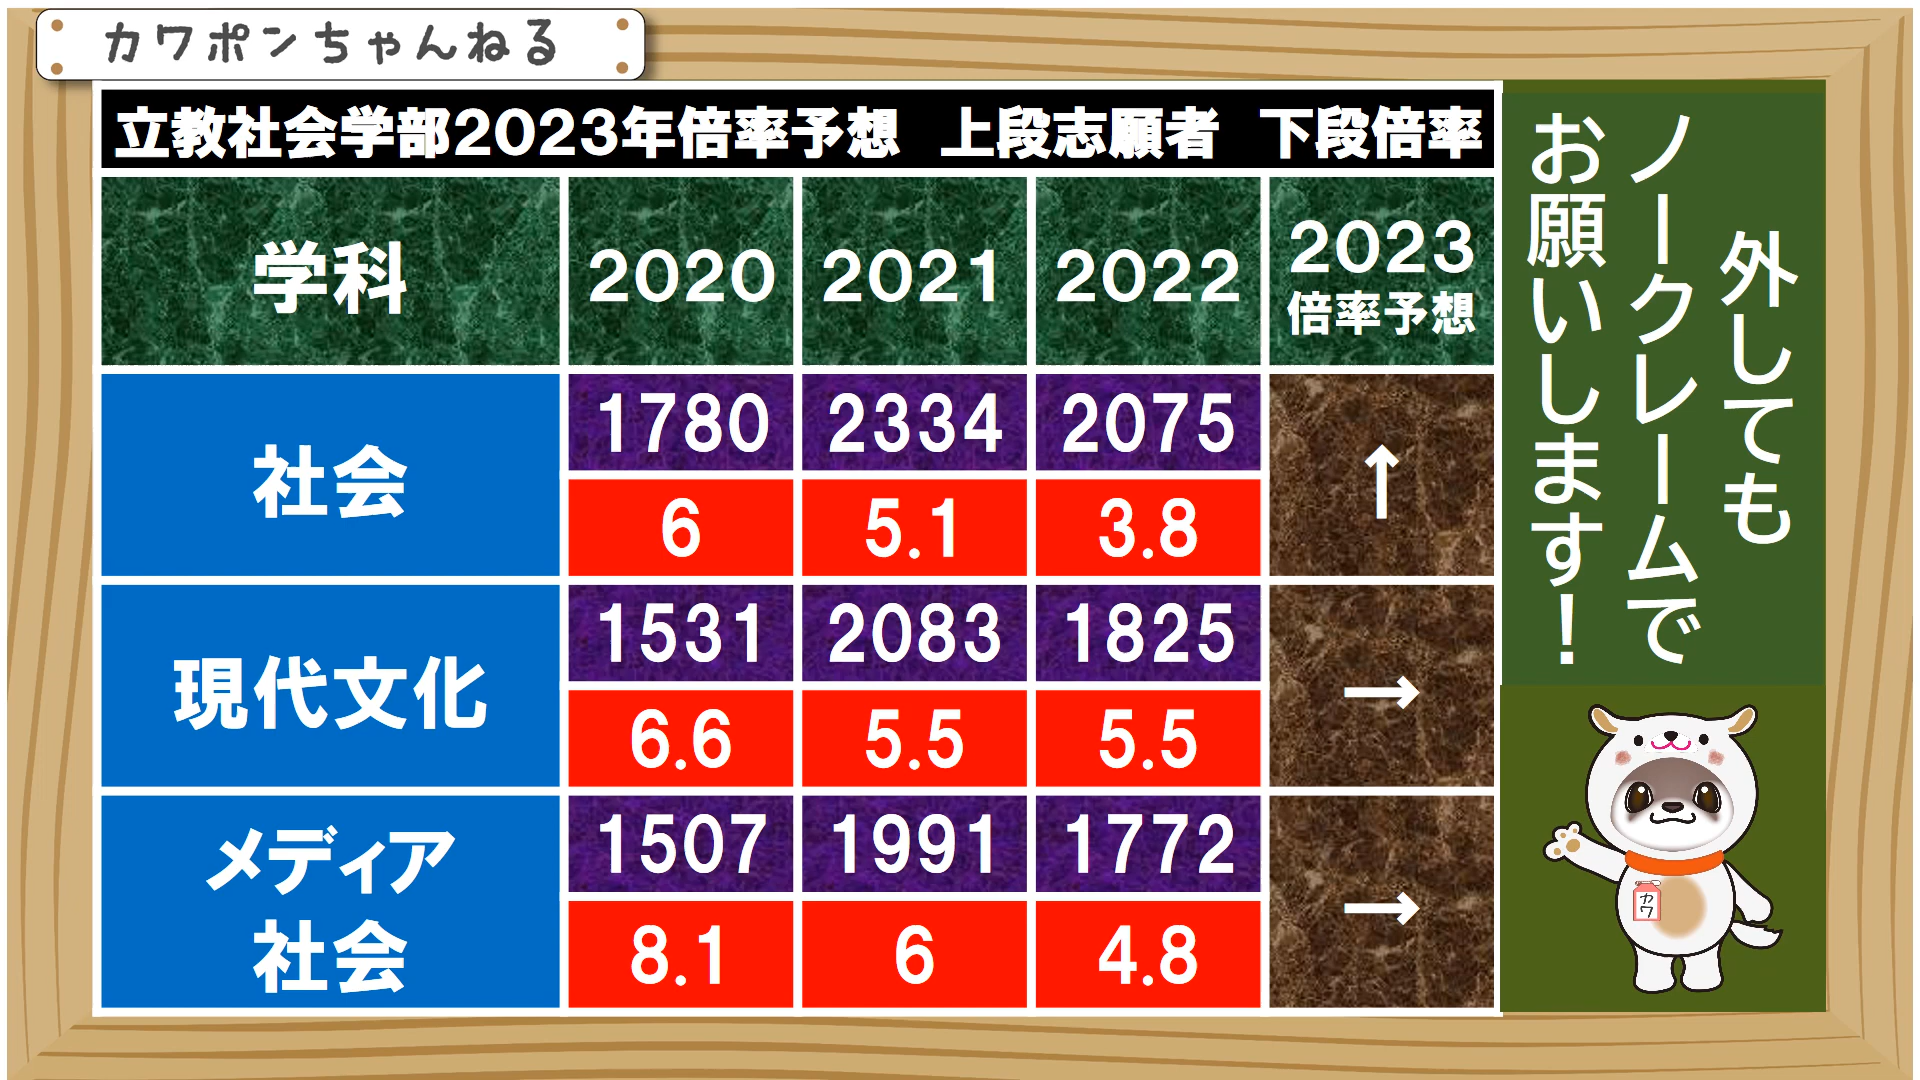 カワポンちゃんねる
立教社会学部2023年倍率予想 上段志願者 下段倍率
学科 2020 2021 2022 2023
倍率予想
社会 1780 2334 2075 ↑
6 5.1 3.8
現代文化 1531 2083 1825 →
6.6 5.5 5.5
メディア
社会 1507 1991 1772 →
8.1 6 4.8
外しても
ノークレームで
お願いします!
カワ